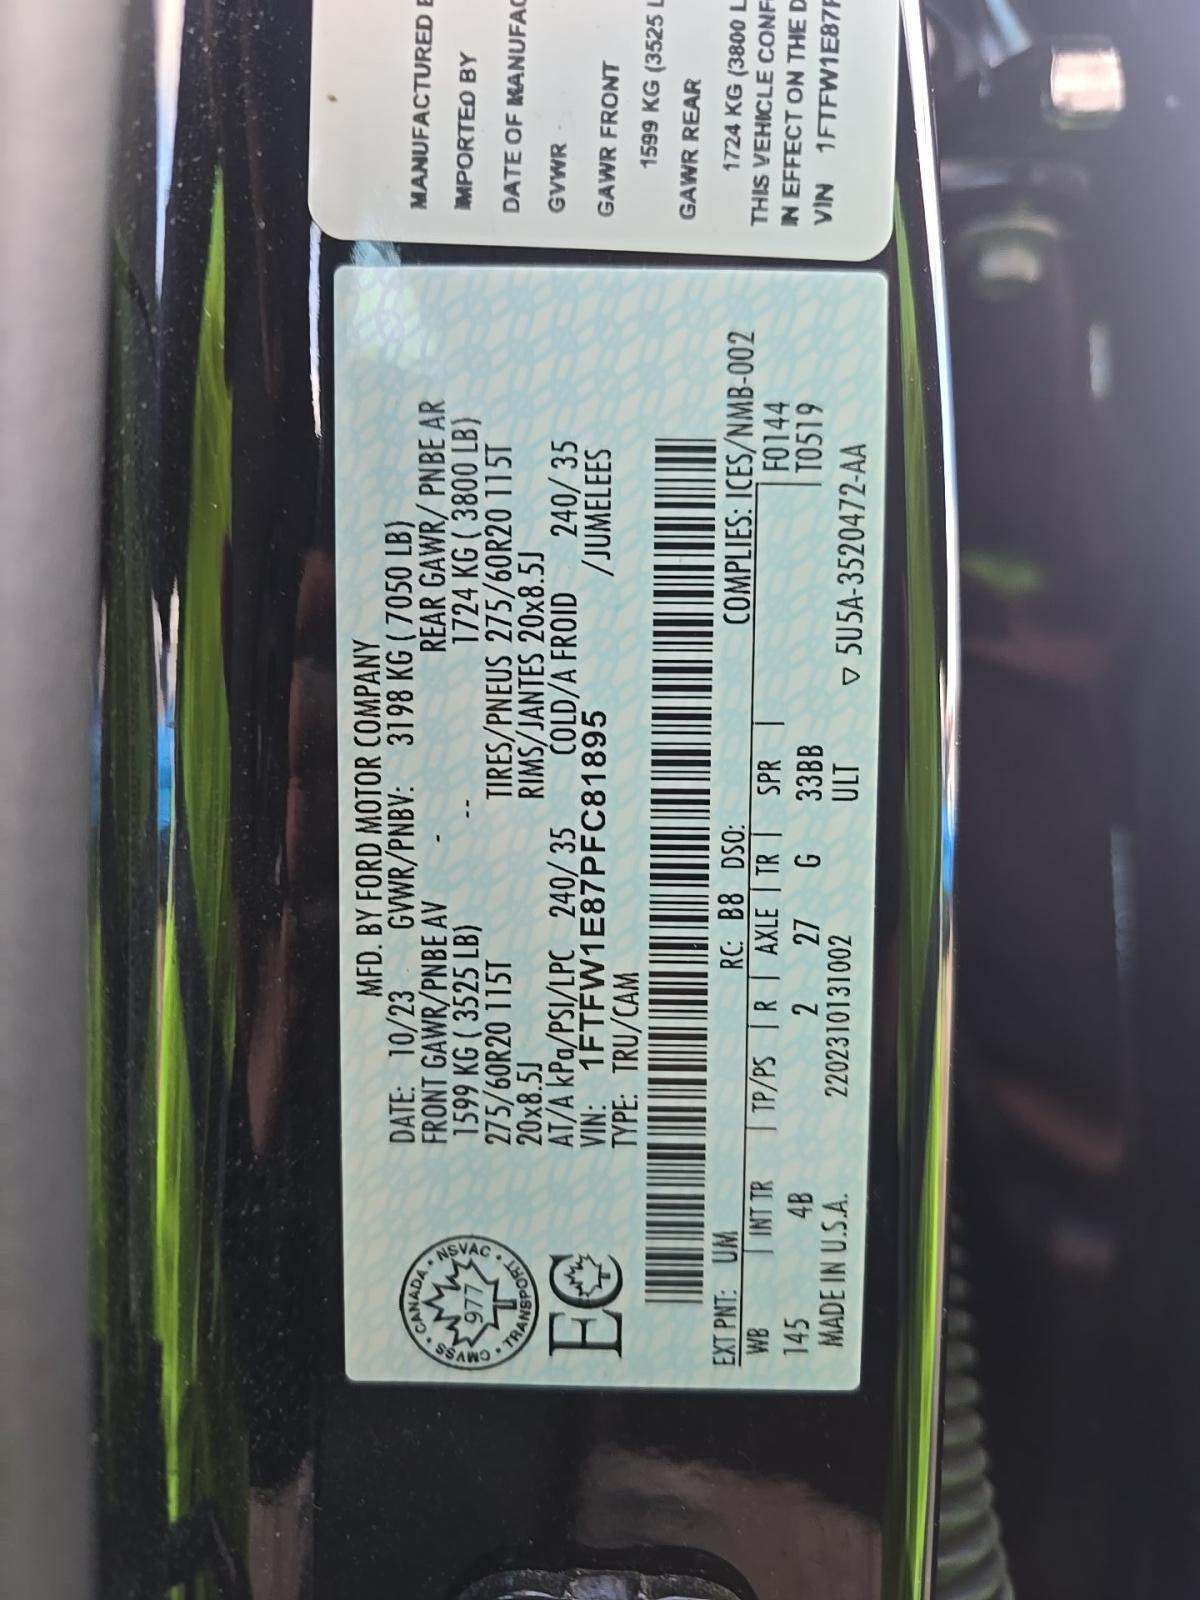 MFD. BY FORD MOTOR COMPANY
DATE: 10/23 GVWR/PNBV: 3198 KG ( 7050 LB)
FRONT GAWR/PNBE AV - REAR GAWR/ PNBE AR
1599 KG ( 3525 LB) -- 1724 KG ( 3800 LB)
275/60R20 115T TIRES/PNEUS 275/60R20 115T
20x8.5J RIMS/JANTES 20x8.5J
AT/A kPa/PSI/LPC 240/ 35 COLD/A FROID 240/ 35
VIN: 1FTFW1E87PFC81895 /JUMELEES
TYPE: TRU/CAM
CANADA • NSVAC • TRANSPORT • CMVSS •
977
EC
EXT PNT: UM RC: B8 DSO: COMPLIES: ICES/NMB-002
WB | INT TR | TP/PS | R | AXLE | TR | SPR | F0144
145 4B 2 27 G 33BB T0519
2 ULT
MADE IN U.S.A. 2202310131002 ▽ 5U5A-3520472-AA
MANUFACTURED
IMPORTED BY
DATE OF
GVWR
GAWR FRONT
1599 KG (3525
GAWR REAR
1724 KG (3800
THIS VEHICLE
IN EFFECT ON THE
VIN 1FTFW1E87